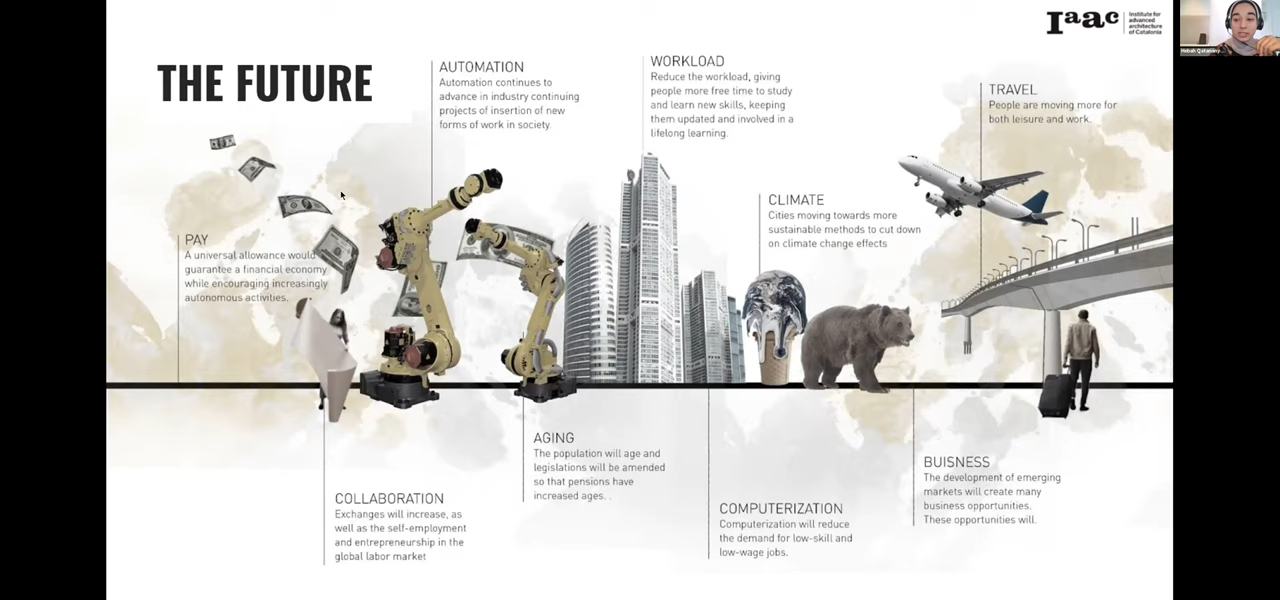 Iaac
Institute for
advanced
architecture
of Catalonia
THE FUTURE
AUTOMATION
Automation continues to
advance in industry continuing
projects of insertion of new
forms of work in society.
WORKLOAD
Reduce the workload, giving
people more free time to study
and learn new skills, keeping
them updated and involved in a
lifelong learning.
TRAVEL
People are moving more for
both leisure and work.
CLIMATE
Cities moving towards more
sustainable methods to cut down
on climate change effects
PAY
A universal allowance would
guarantee a financial economy
while encouraging increasingly
autonomous activities.
AGING
The population will age and
legislations will be amended
so that pensions have
increased ages. .
COLLABORATION
Exchanges will increase, as
well as the self-employment
and entrepreneurship in the
global labor market
COMPUTERIZATION
Computerization will reduce
the demand for low-skill and
low-wage jobs.
BUISNESS
The development of emerging
markets will create many
business opportunities.
These opportunities will.